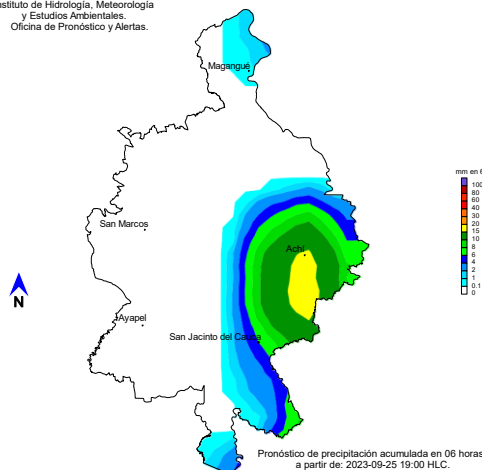 Instituto de Hidrología, Meteorología
y Estudios Ambientales.
Oficina de Pronóstico y Alertas.
Magangué
mm en 6
100
80
60
40
30
20
15
10
8
6
4
2
1
0.1
0
San Marcos
Achí
N
Ayapel
San Jacinto del Cauca
Pronóstico de precipitación acumulada en 06 horas
a partir de: 2023-09-25 19:00 HLC.